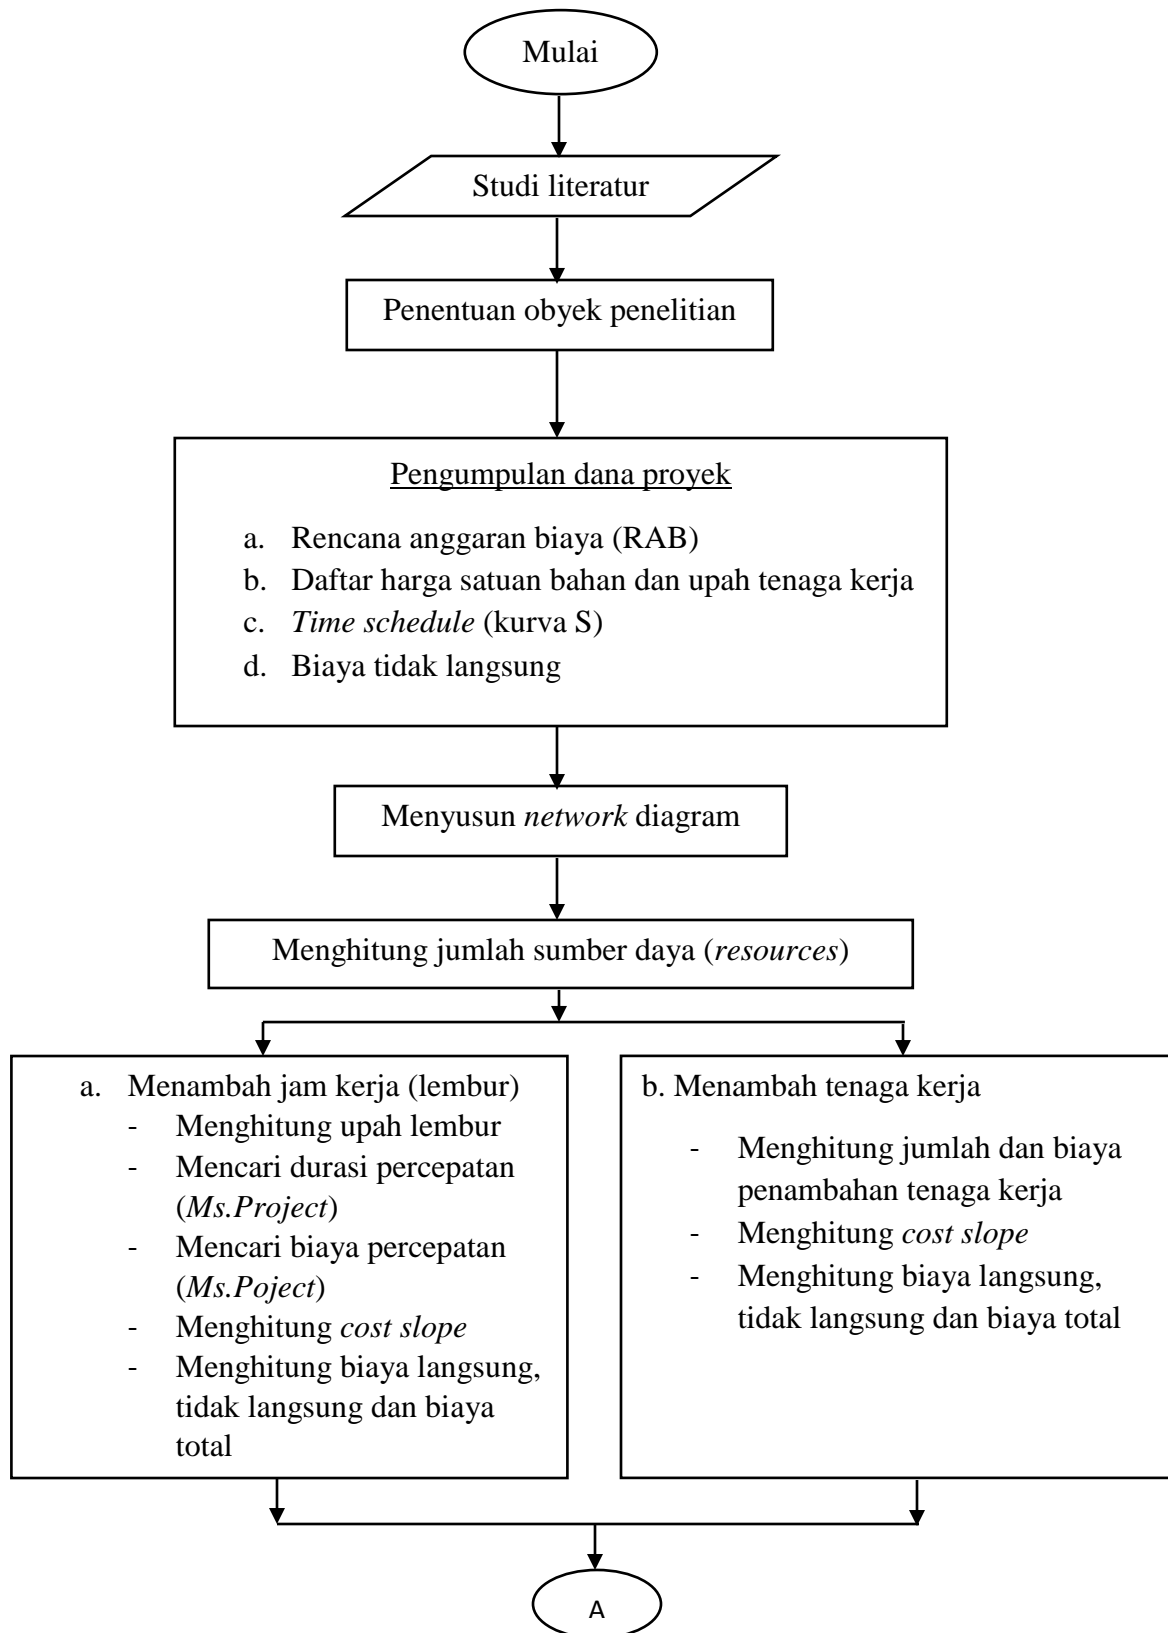 Mulai
Studi literatur
Penentuan obyek penelitian
Pengumpulan dana proyek
a. Rencana anggaran biaya (RAB)
b. Daftar harga satuan bahan dan upah tenaga kerja
c. Time schedule (kurva S)
d. Biaya tidak langsung
Menyusun network diagram
Menghitung jumlah sumber daya (resources)
a. Menambah jam kerja (lembur)
- Menghitung upah lembur
- Mencari durasi percepatan
(Ms.Project)
- Mencari biaya percepatan
(Ms.Poject)
- Menghitung cost slope
- Menghitung biaya langsung,
tidak langsung dan biaya
total
b. Menambah tenaga kerja
- Menghitung jumlah dan biaya
penambahan tenaga kerja
- Menghitung cost slope
- Menghitung biaya langsung,
tidak langsung dan biaya total
A